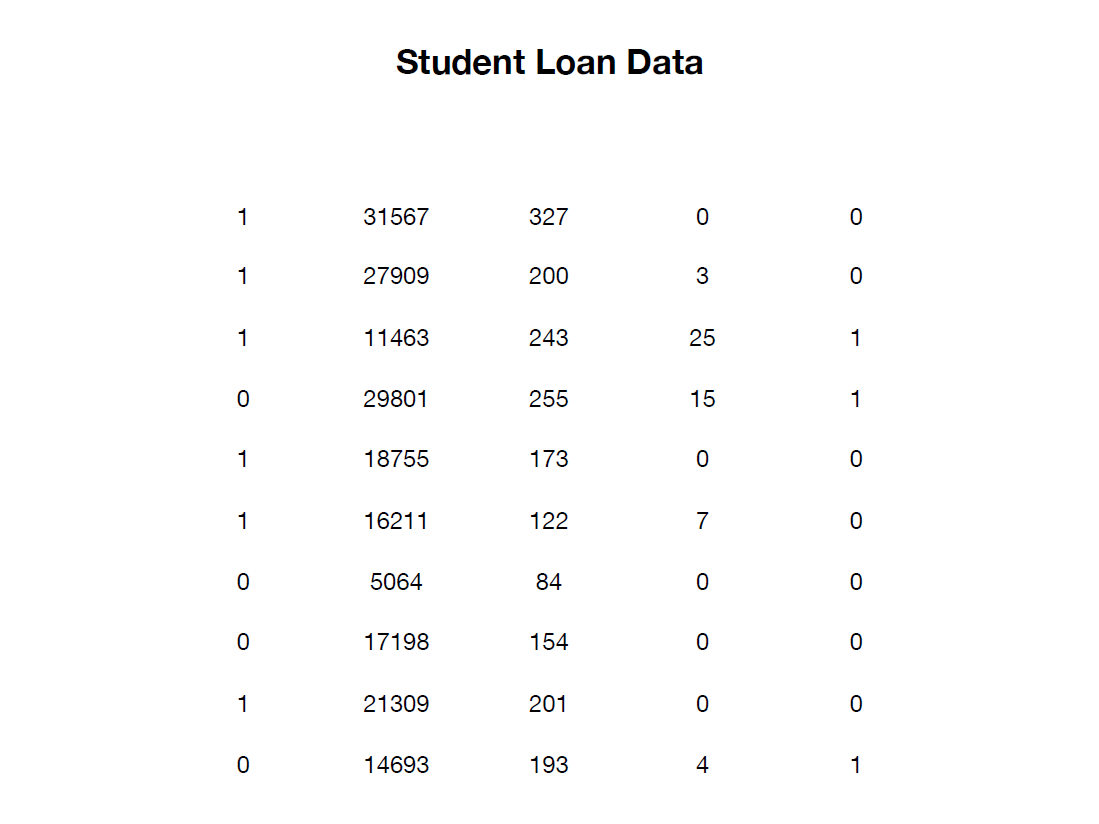 Student Loan Data
1 31567 327 0 0
1 27909 200 3 0
1 11463 243 25 1
0 29801 255 15 1
1 18755 173 0 0
1 16211 122 7 0
0 5064 84 0 0
0 17198 154 0 0
1 21309 201 0 0
0 14693 193 4 1